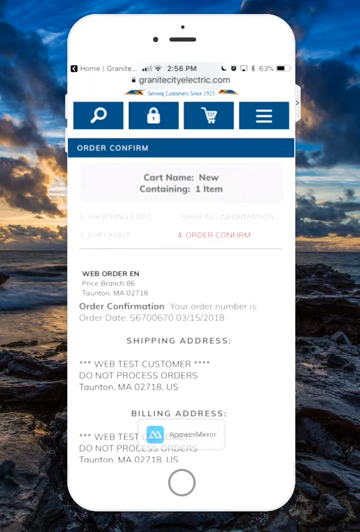 Home | Granite... 2:56 PM 63%
granitecityelectric.com
Serving Customers Since 1923
ORDER CONFIRM
Cart Name: New
Containing: 1 Item
1. SHOPPING CART SHIPPING INFORMATION
3. CHECKOUT 4. ORDER CONFIRM
WEB ORDER EN
Price Branch 86
Taunton, MA 02718
Order Confirmation Your order number is:
Order Date: S6700670 03/15/2018
SHIPPING ADDRESS:
*** WEB TEST CUSTOMER ****
DO NOT PROCESS ORDERS
Taunton, MA 02718, US
BILLING ADDRESS:
*** WEB TEST CUSTOMER ****
ApowerMirror
DO NOT PROCESS ORDERS
Taunton, MA 02718, US